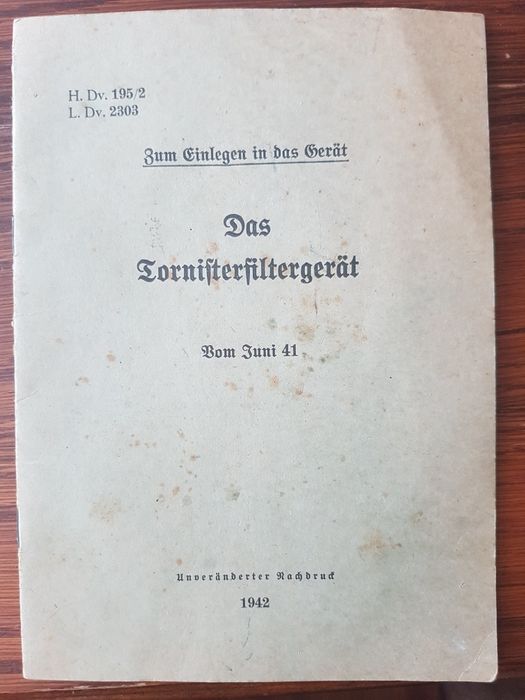 H. Dv. 195/2
L. Dv. 2303
Zum Einlegen in das Gerät
Das
Tornisterfiltergerät
Vom Juni 41
Unveränderter Nachdruck
1942